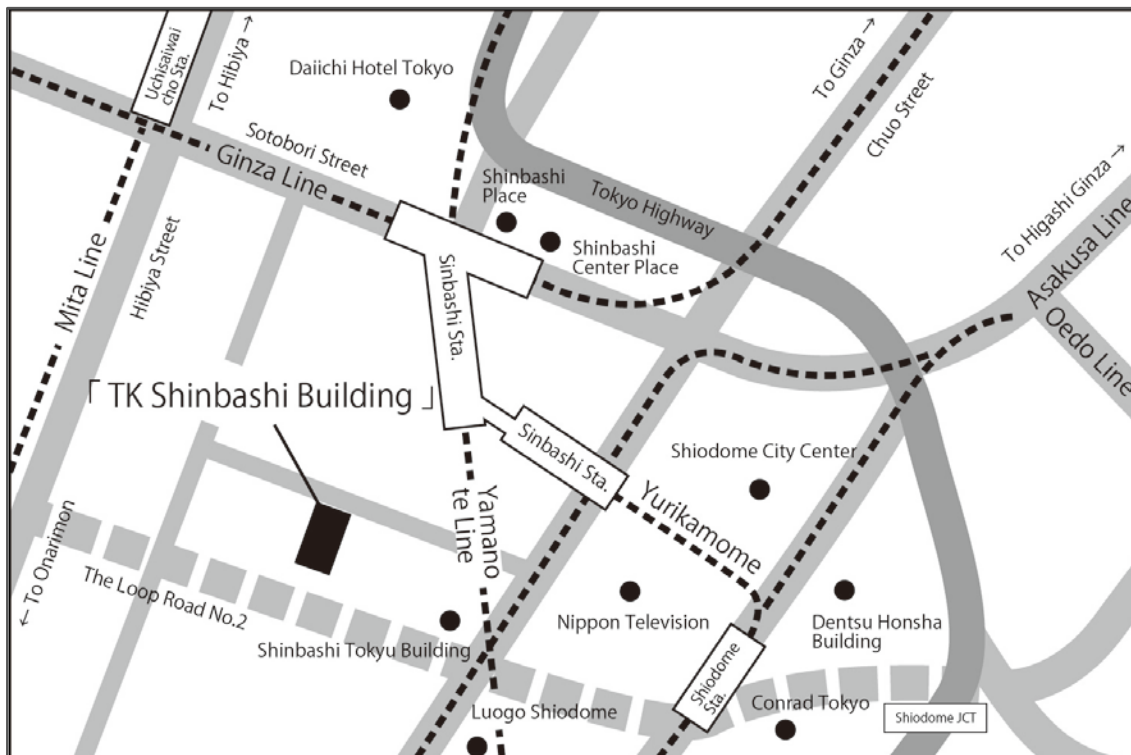 Uchisaiwai
cho Sta.
To Hibiya →
Daiichi Hotel Tokyo
To Ginza →
Chuo Street
Sotobori Street
Ginza Line
Shinbashi
Place
Tokyo Highway
Shinbashi
Center Place
To Higashi Ginza →
Asakusa Line
Oedo Line
Mita Line
Hibiya Street
Sinbashi Sta.
「 TK Shinbashi Building 」
Sinbashi Sta.
Shiodome City Center
Yamano
te Line
Yurikamome
← To Onarimon
The Loop Road No.2
Nippon Television
Dentsu Honsha
Building
Shinbashi Tokyu Building
Shiodome
Sta.
Luogo Shiodome
Conrad Tokyo
Shiodome JCT